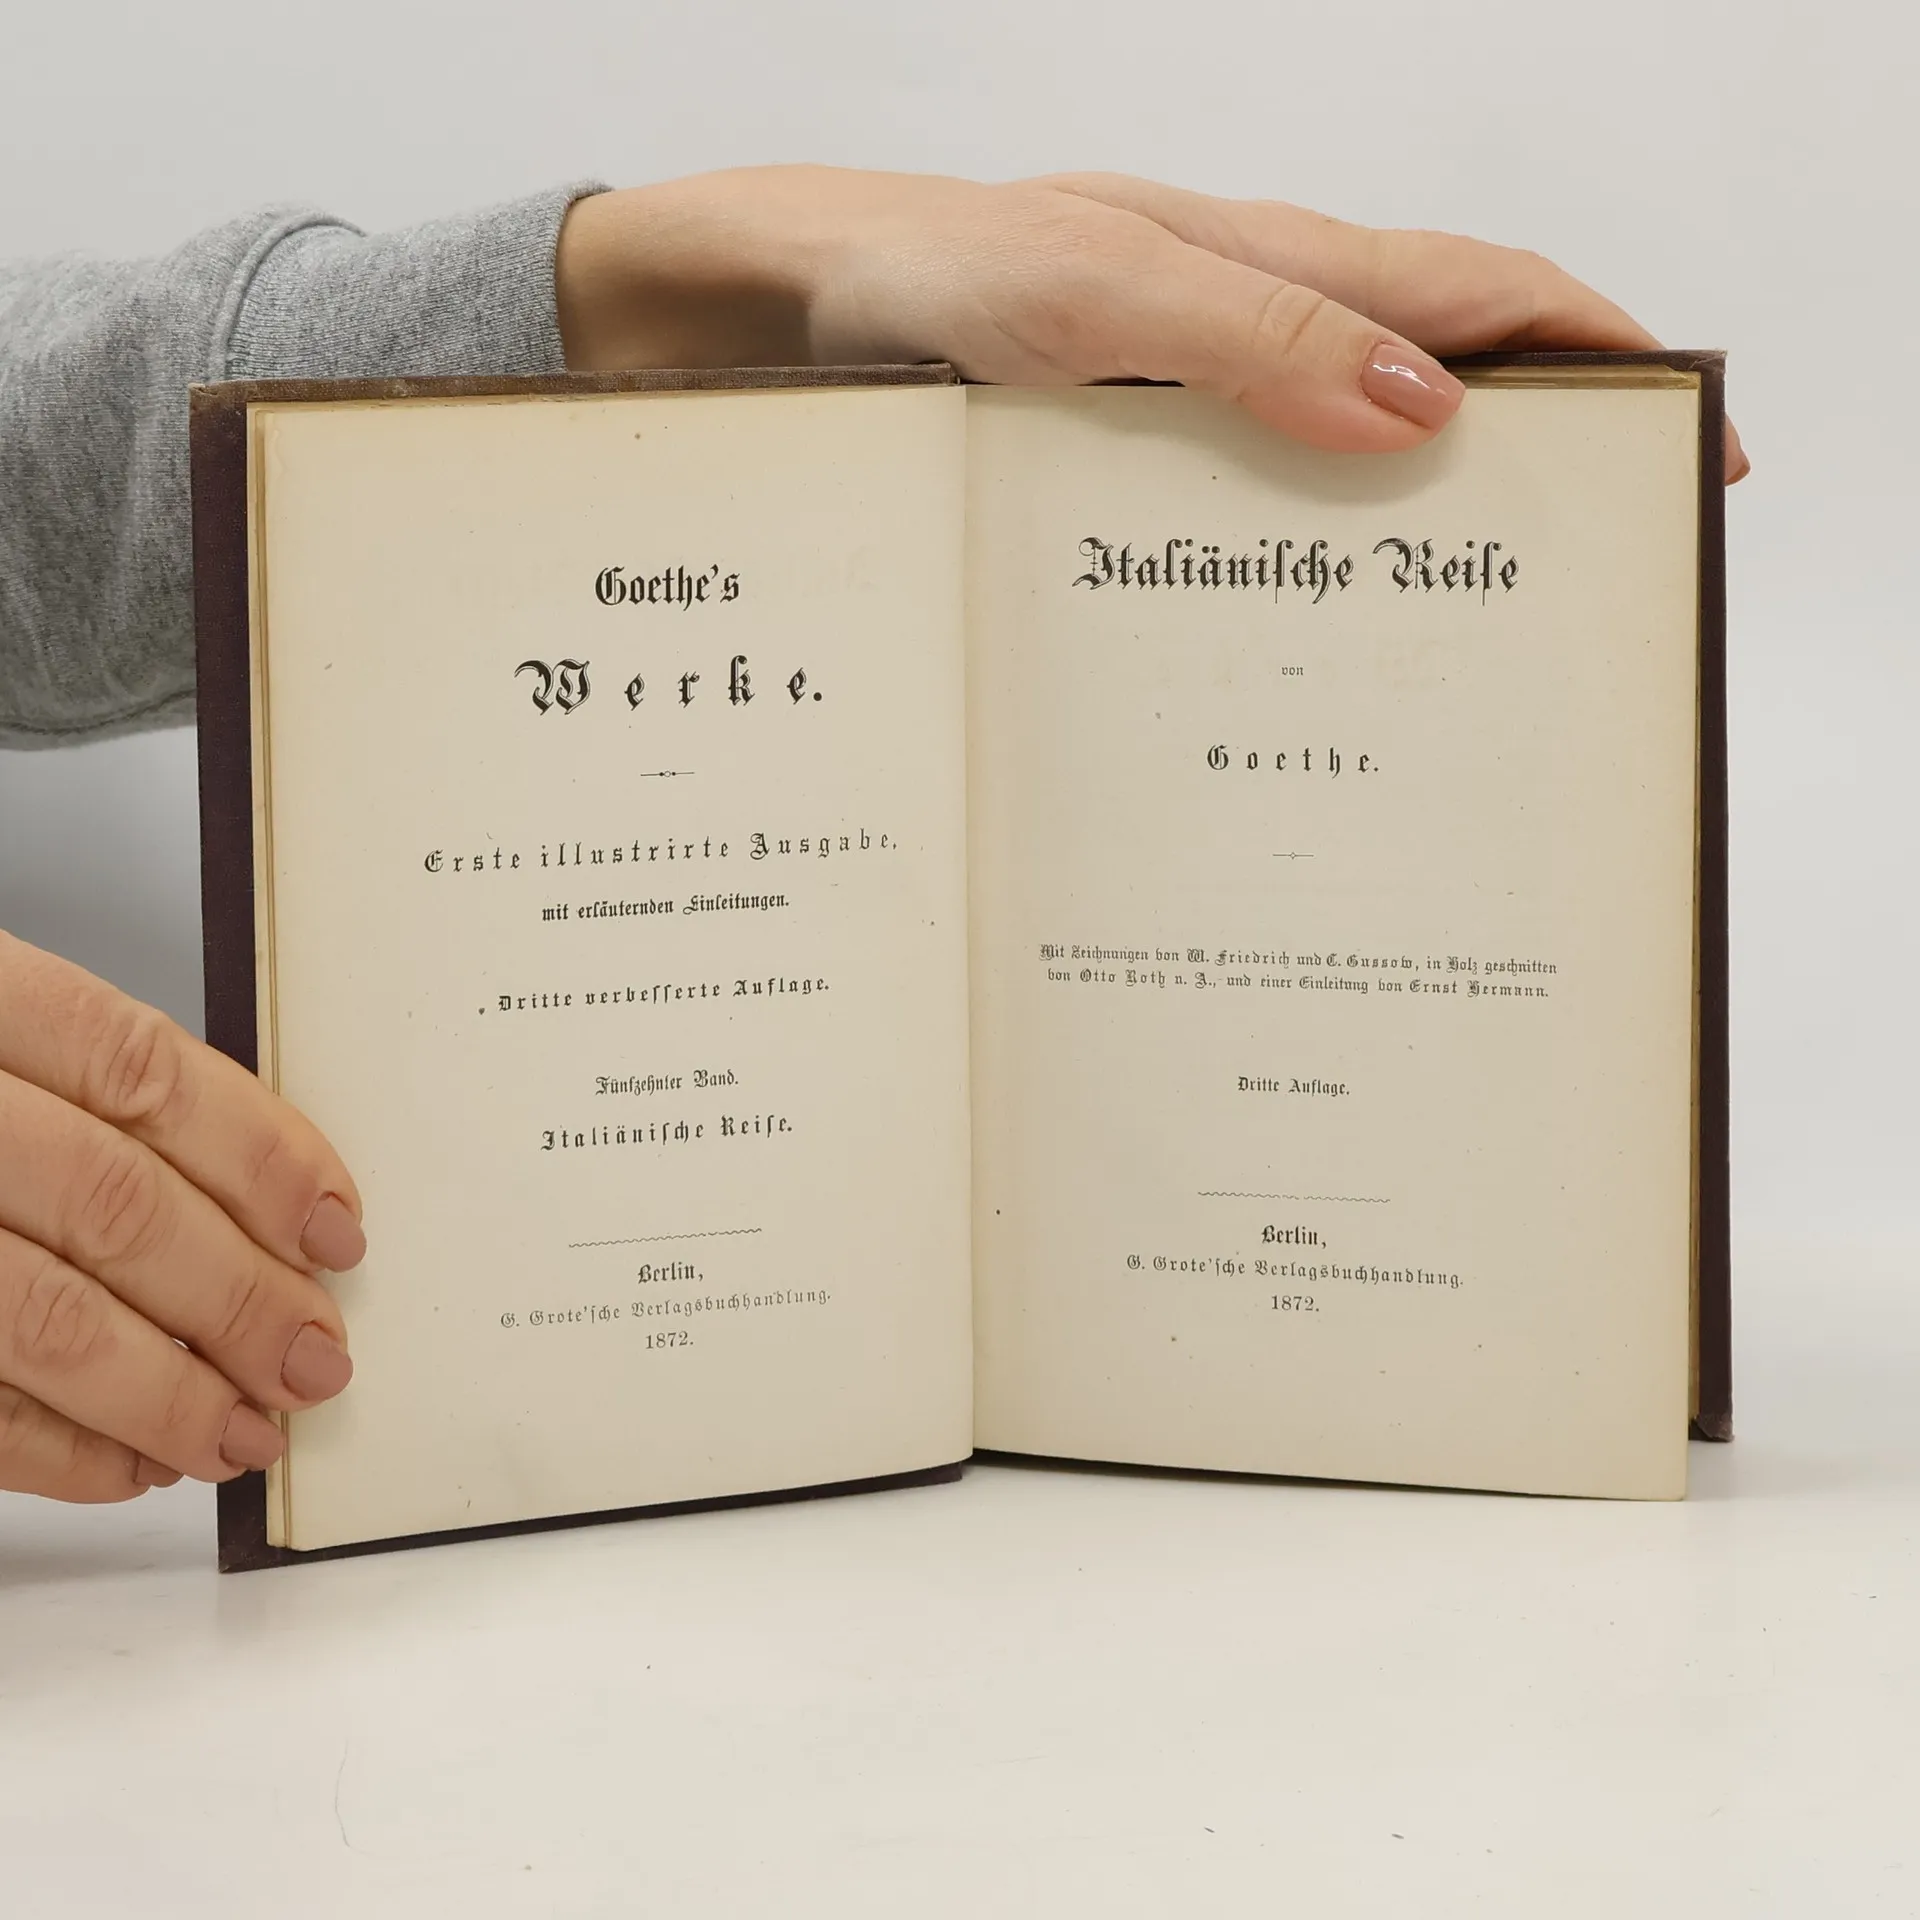 Goethe's
Werke.
Erste illustrirte Ausgabe,
mit erläuternden Einleitungen.
Dritte verbesserte Auflage.
Fünfzehnter Band.
Italiänische Reise.
Berlin,
G. Grote'sche Verlagsbuchhandlung.
1872.
Italiänische Reise
von
Goethe.
Mit Zeichnungen von W. Friedrich und C. Gussow, in Holz geschnitten
von Otto Roth u. A., und einer Einleitung von Ernst Hermann.
Dritte Auflage.
Berlin,
G. Grote'sche Verlagsbuchhandlung.
1872.